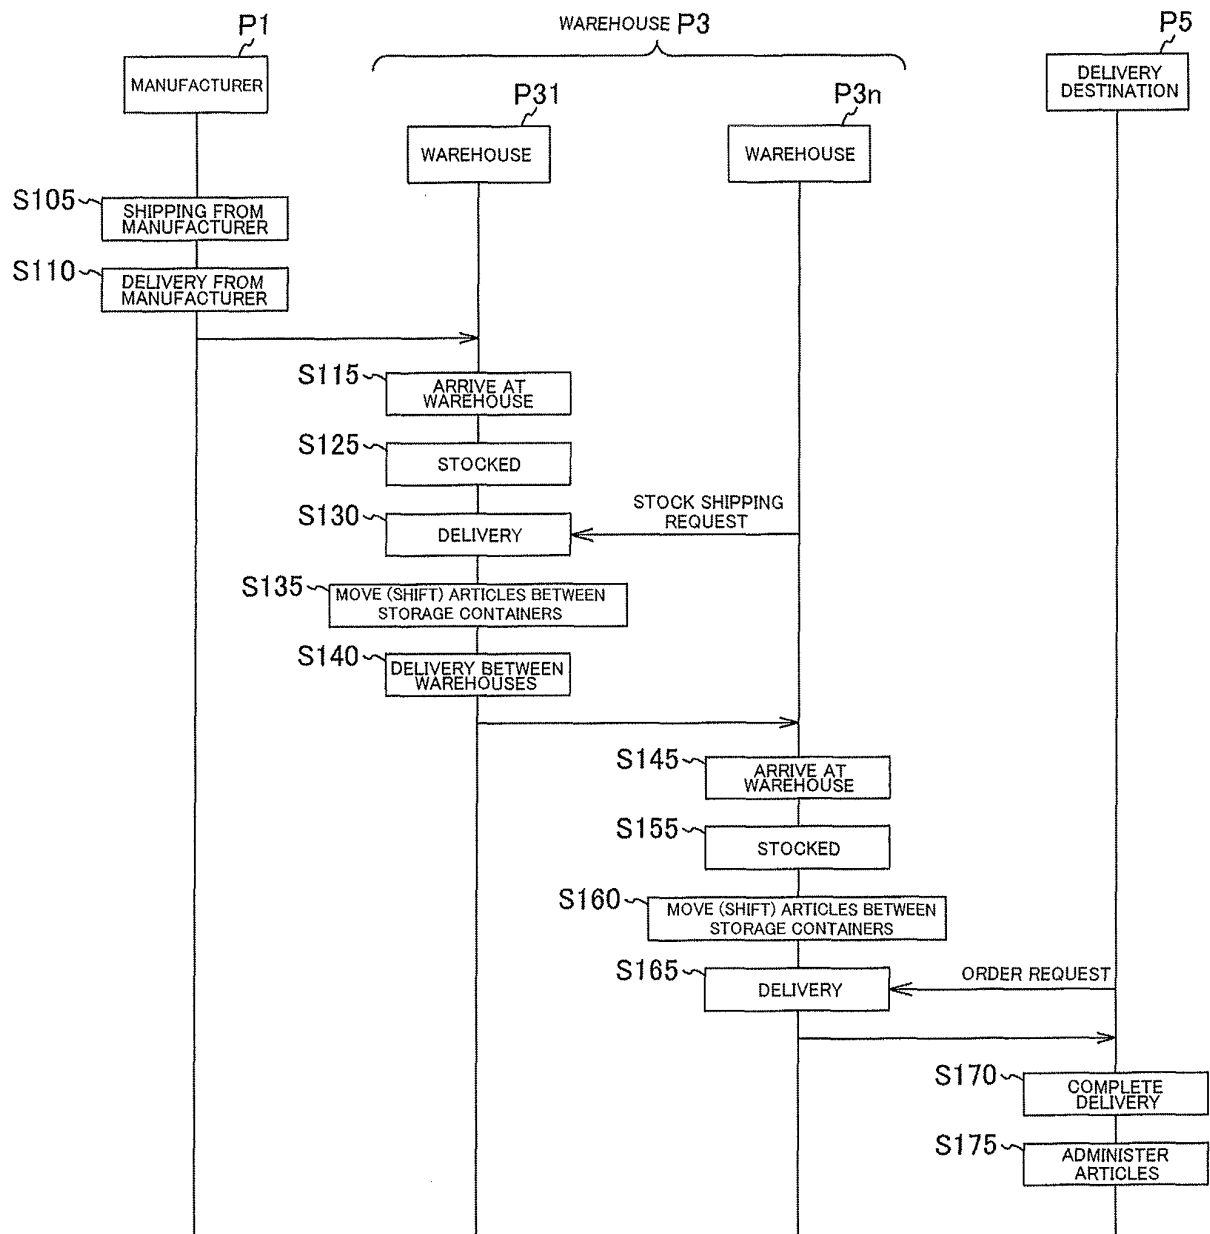 P1
WAREHOUSE P3
P5
MANUFACTURER
DELIVERY
DESTINATION
P31
P3n
WAREHOUSE
WAREHOUSE
S105
SHIPPING FROM
MANUFACTURER
S110
DELIVERY FROM
MANUFACTURER
S115
ARRIVE AT
WAREHOUSE
S125
STOCKED
S130
DELIVERY
STOCK SHIPPING
REQUEST
S135
MOVE (SHIFT) ARTICLES BETWEEN
STORAGE CONTAINERS
S140
DELIVERY BETWEEN
WAREHOUSES
S145
ARRIVE AT
WAREHOUSE
S155
STOCKED
S160
MOVE (SHIFT) ARTICLES BETWEEN
STORAGE CONTAINERS
S165
DELIVERY
ORDER REQUEST
S170
COMPLETE
DELIVERY
S175
ADMINISTER
ARTICLES